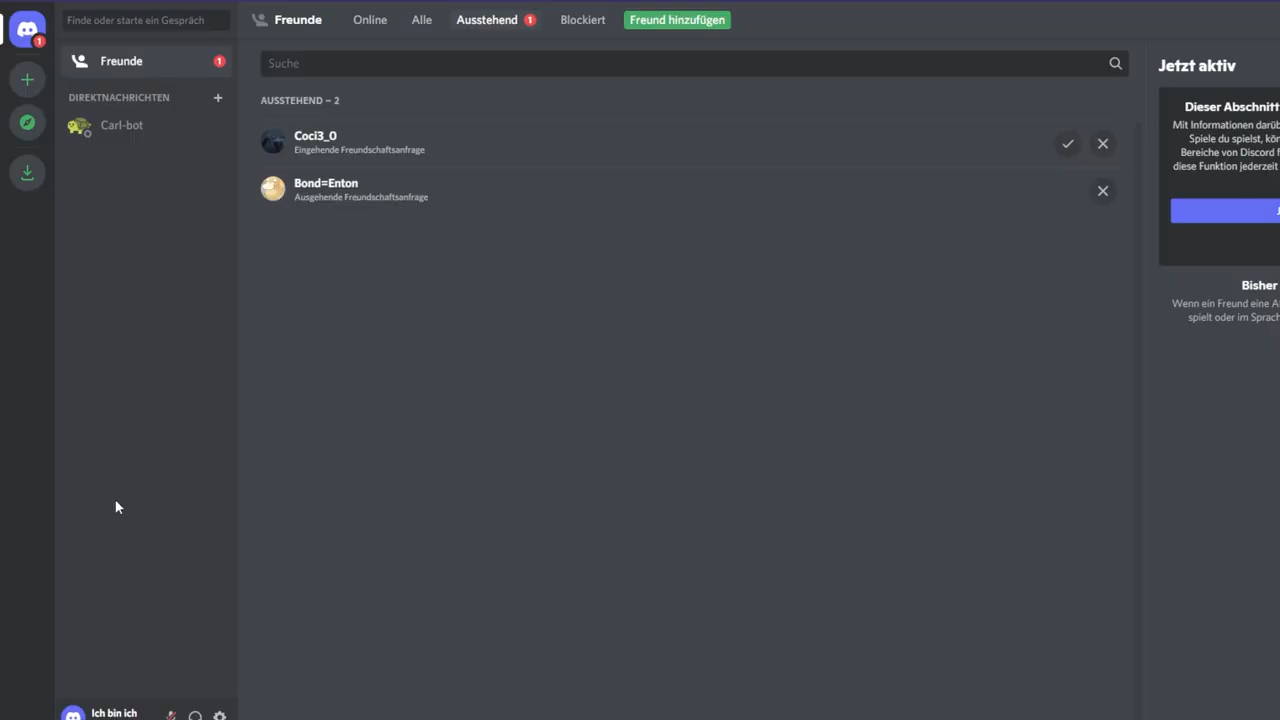 Finde oder starte ein Gespräch
Freunde
Online
Alle
Ausstehend 1
Blockiert
Freund hinzufügen
1
Freunde 1
DIREKTNACHRICHTEN
Carl-bot
Suche
AUSSTEHEND – 2
Coci3_0
Eingehende Freundschaftsanfrage
Bond=Enton
Ausgehende Freundschaftsanfrage
Jetzt aktiv
Dieser Abschnitt
Mit Informationen darüb
Spiele du spielst, kön
Bereiche von Discord f
diese Funktion jederzeit
Bisher
Wenn ein Freund eine A
spielt oder im Sprac
Ich bin ich